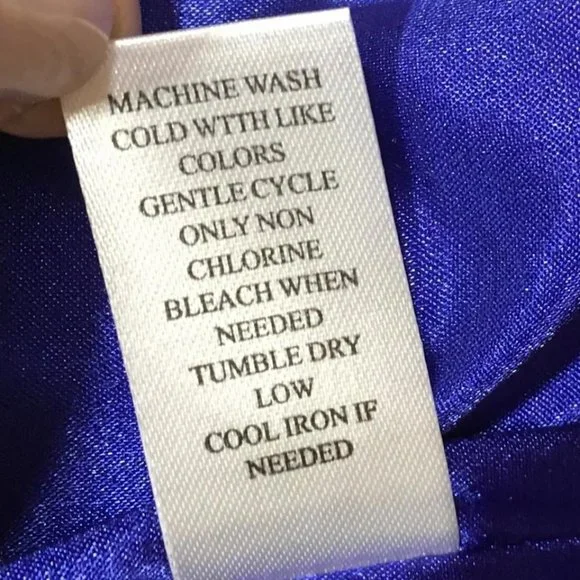 MACHINE WASH
COLD WTTH LIKE
COLORS
GENTLE CYCLE
ONLY NON
CHLORINE
BLEACH WHEN
NEEDED
TUMBLE DRY
LOW
COOL IRON IF
NEEDED